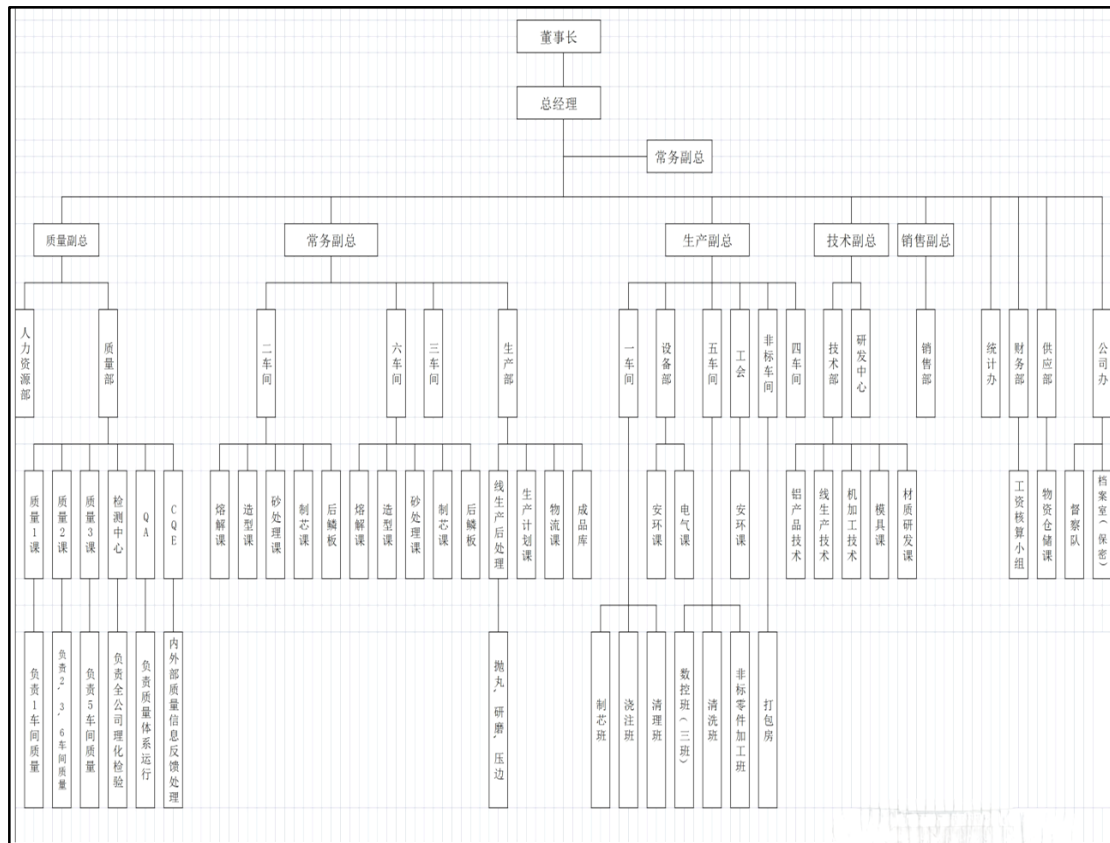 董事长
总经理
常务副总
质量副总
常务副总
生产副总
技术副总
销售副总
人力资源部
质量部
二车间
六车间
三车间
生产部
一车间
设备部
五车间
工会
非标车间
四车间
技术部
研发中心
销售部
统计办
财务部
供应部
公司办
质量1课
质量2课
质量3课
检测中心
QA
CQE
熔解课
造型课
砂处理课
制芯课
后鳞板
熔解课
造型课
砂处理课
制芯课
后鳞板
线生产后处理
生产计划课
物流课
成品库
安环课
电气课
安环课
铝产品技术
线生产技术
机加工技术
模具课
材质研发课
工资核算小组
物资仓储课
督察队
档案室（保密）
负责1车间质量
负责2，3，6车间质量
负责5车间质量
负责全公司理化检验
负责质量体系运行
内外部质量信息反馈处理
抛丸，研磨，压边
制芯班
浇注班
清理班
数控班（三班）
清洗班
非标零件加工班
打包房